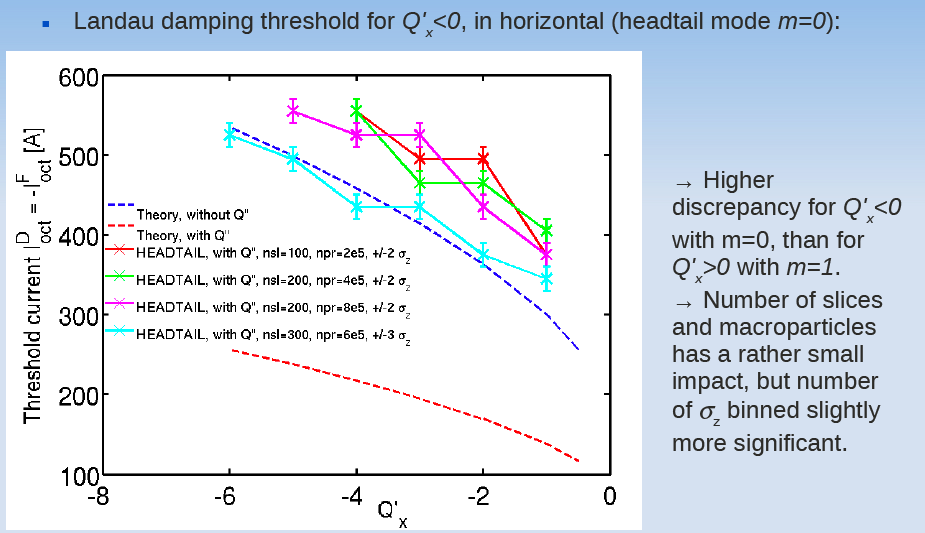 ▪ Landau damping threshold for Q'x<0, in horizontal (headtail mode m=0):
600
500
400
300
200
100
-8
-6
-4
-2
0
Threshold current I^D_oct = -I^F_oct [A]
Q'x
Theory, without Q''
Theory, with Q''
HEADTAIL, with Q'', nsl=100, npr=2e5, +/-2 σz
HEADTAIL, with Q'', nsl=200, npr=4e5, +/-2 σz
HEADTAIL, with Q'', nsl=200, npr=8e5, +/-2 σz
HEADTAIL, with Q'', nsl=300, npr=6e5, +/-3 σz
→ Higher
discrepancy for Q'x<0
with m=0, than for
Q'x>0 with m=1.
→ Number of slices
and macroparticles
has a rather small
impact, but number
of σz binned slightly
more significant.